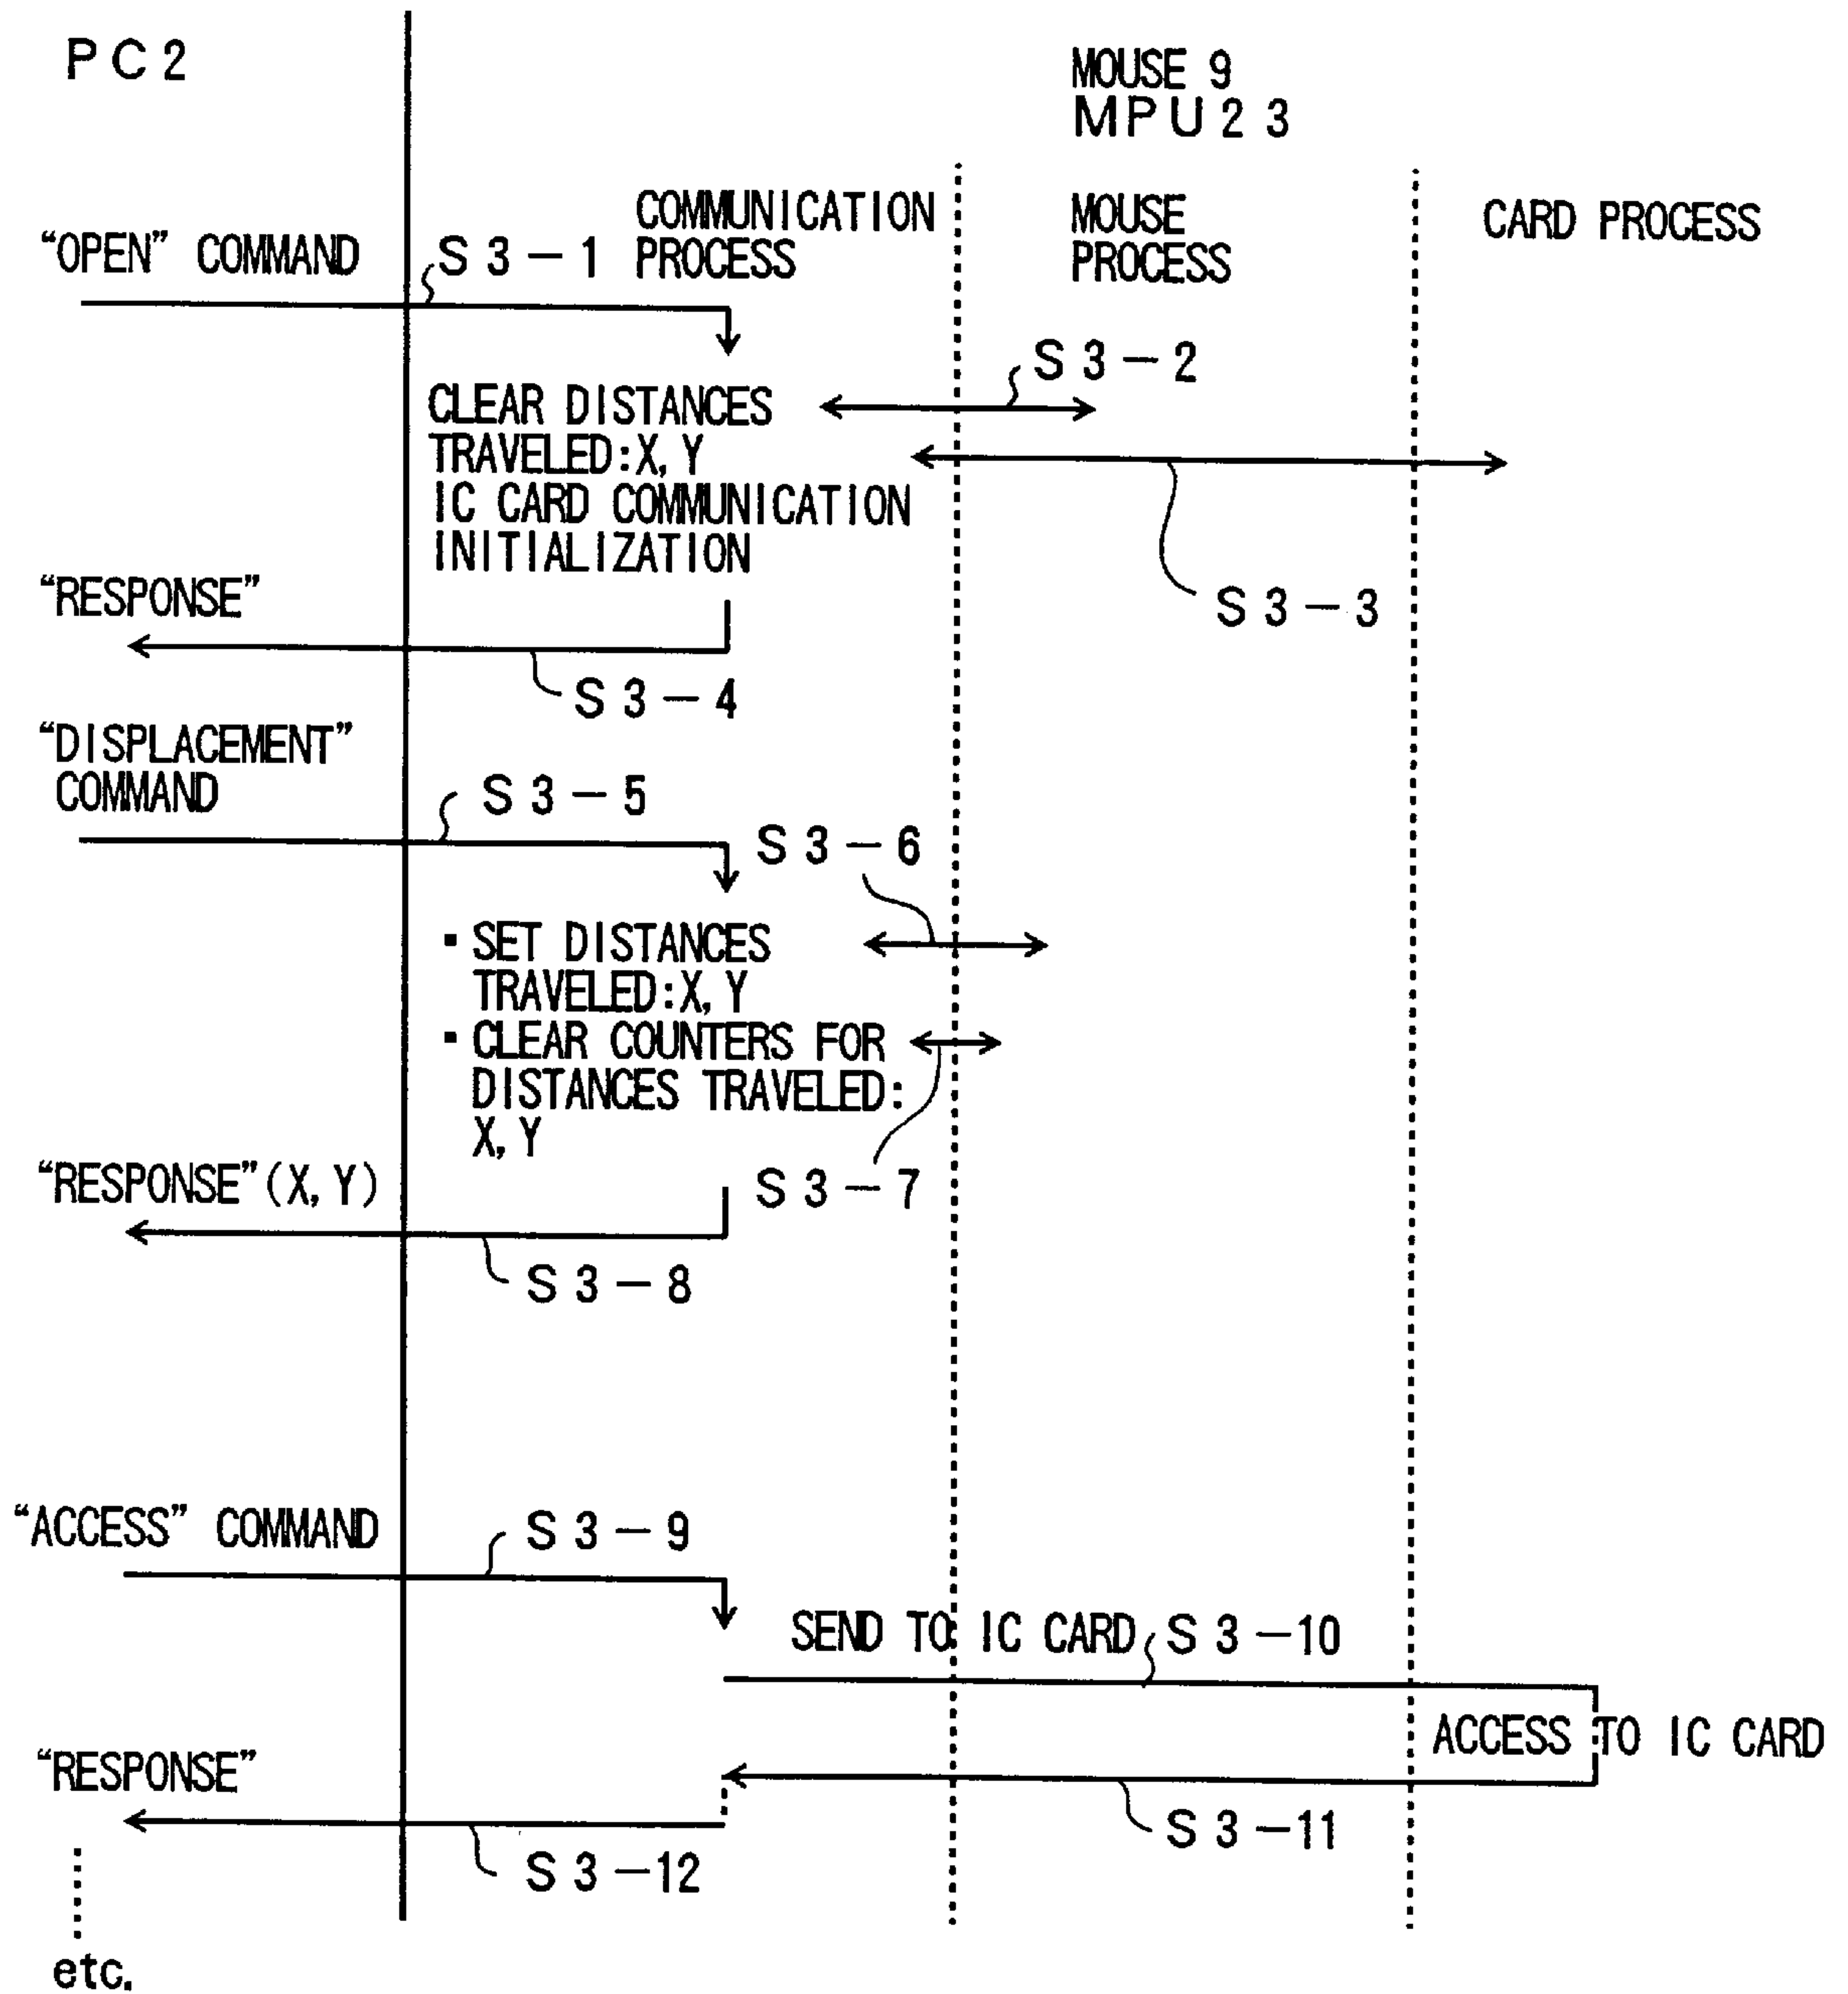 PC2
MOUSE 9
MPU23
COMMUNICATION
PROCESS
MOUSE
PROCESS
CARD PROCESS
“OPEN” COMMAND
S3-1
S3-2
CLEAR DISTANCES
TRAVELED:X, Y
IC CARD COMMUNICATION
INITIALIZATION
S3-3
“RESPONSE”
S3-4
“DISPLACEMENT”
COMMAND
S3-5
S3-6
▪ SET DISTANCES
TRAVELED:X, Y
▪ CLEAR COUNTERS FOR
DISTANCES TRAVELED:
X, Y
S3-7
“RESPONSE”(X, Y)
S3-8
“ACCESS” COMMAND
S3-9
SEND TO IC CARD
S3-10
ACCESS TO IC CARD
“RESPONSE”
S3-11
S3-12
etc.